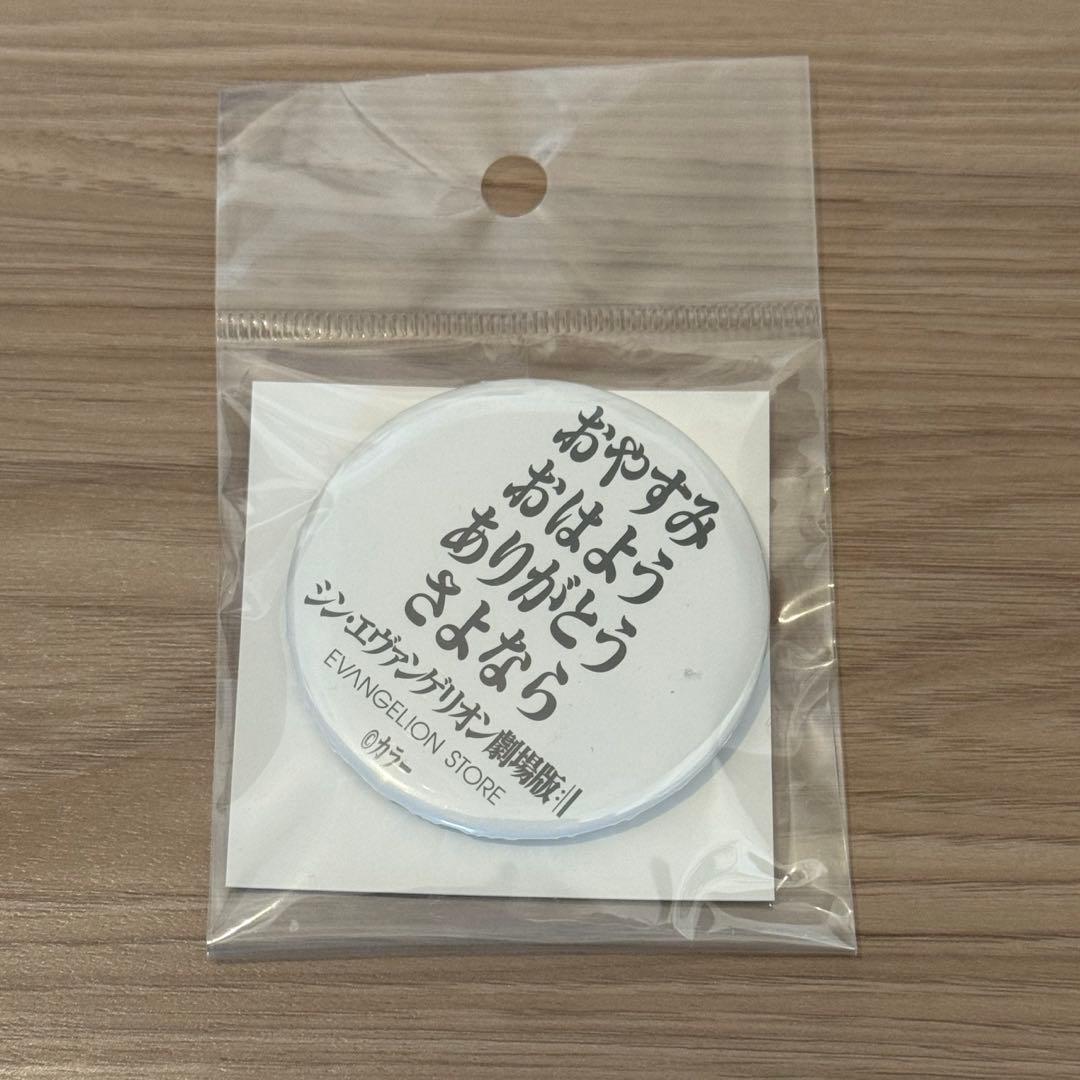 おやすみ
おはよう
ありがとう
さよなら
シン・エヴァンゲリオン劇場版:||
EVANGELION STORE
©カラー